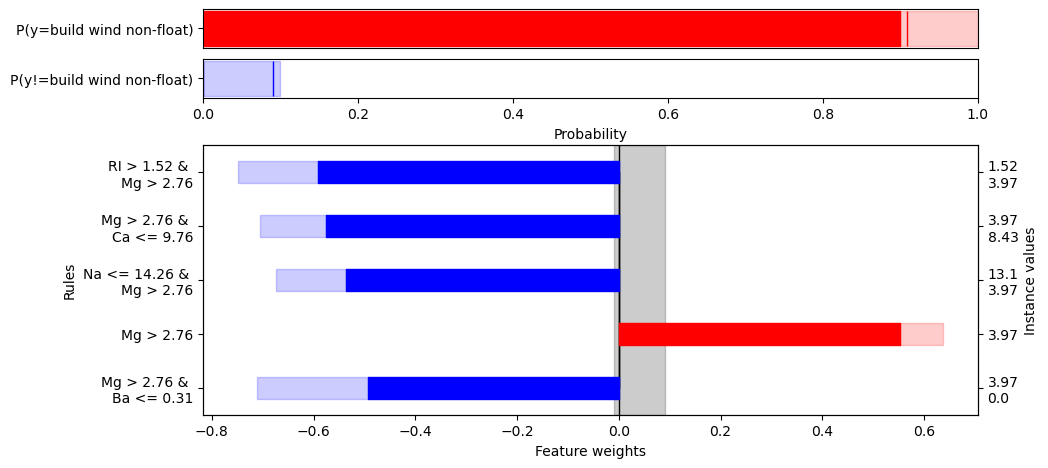 P(y=build wind non-float)
P(y!=build wind non-float)
0.0 0.2 0.4 0.6 0.8 1.0
Probability
RI > 1.52 &
Mg > 2.76
1.52
3.97
Mg > 2.76 &
Ca <= 9.76
3.97
8.43
Na <= 14.26 &
Mg > 2.76
13.1
3.97
Mg > 2.76
3.97
Mg > 2.76 &
Ba <= 0.31
3.97
0.0
Rules
Instance values
−0.8 −0.6 −0.4 −0.2 0.0 0.2 0.4 0.6
Feature weights